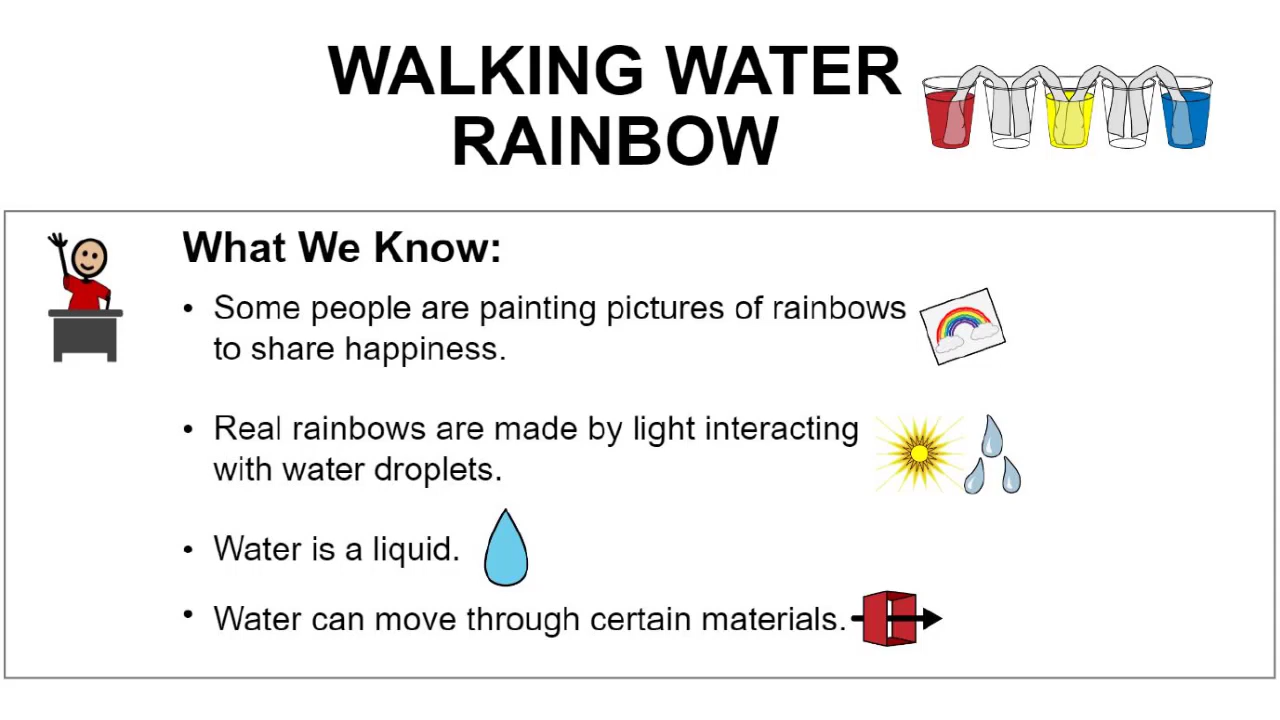 WALKING WATER
RAINBOW
What We Know:
• Some people are painting pictures of rainbows
to share happiness.
• Real rainbows are made by light interacting
with water droplets.
• Water is a liquid.
• Water can move through certain materials.